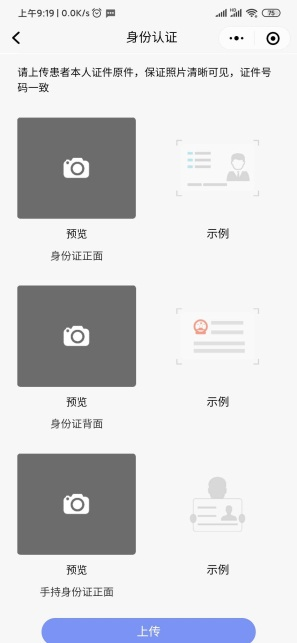 上午9:19 | 0.0K/s
75
身份认证
请上传患者本人证件原件，保证照片清晰可见，证件号
码一致
预览 示例
身份证正面
预览 示例
身份证背面
预览 示例
手持身份证正面
上传